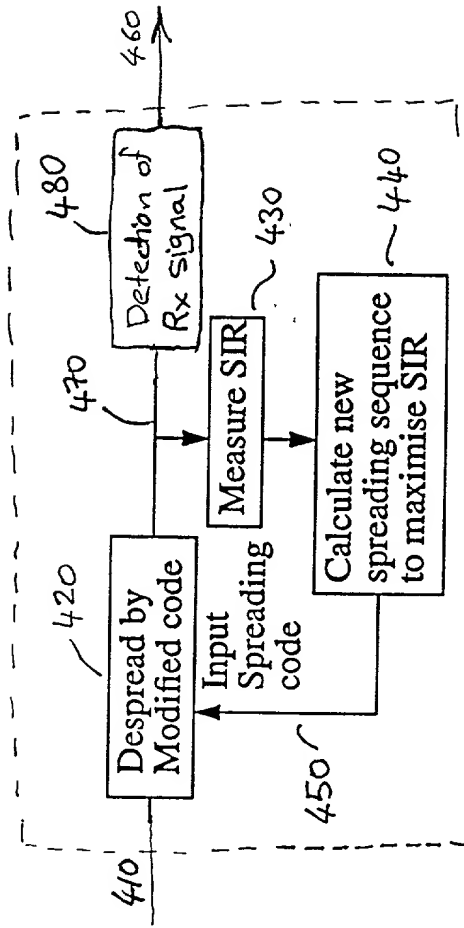 410
420
Despread by
Modified code
470
480
Detection of
Rx signal
460
Measure SIR
430
Input
Spreading
code
450
Calculate new
spreading sequence
to maximise SIR
440